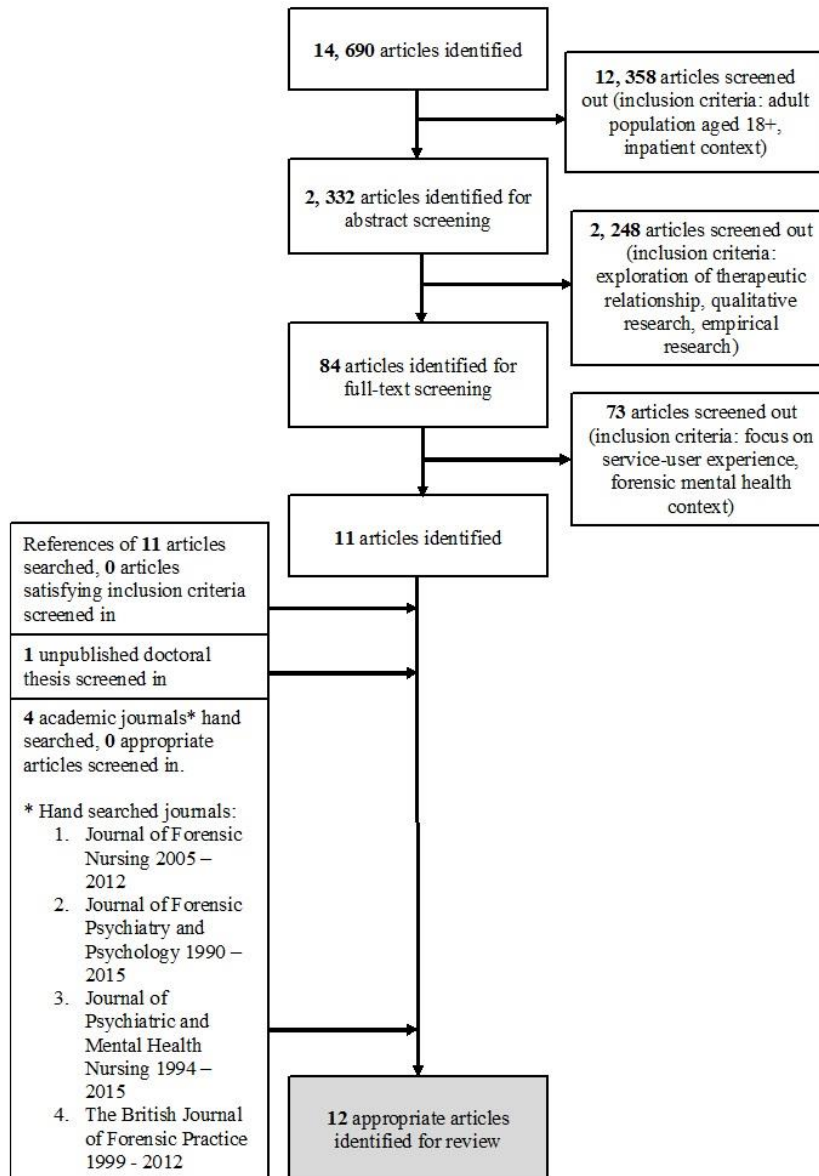 14, 690 articles identified
12, 358 articles screened
out (inclusion criteria: adult
population aged 18+,
inpatient context)
2, 332 articles identified for
abstract screening
2, 248 articles screened out
(inclusion criteria:
exploration of therapeutic
relationship, qualitative
research, empirical
research)
84 articles identified for
full-text screening
73 articles screened out
(inclusion criteria: focus on
service-user experience,
forensic mental health
context)
11 articles identified
References of 11 articles
searched, 0 articles
satisfying inclusion criteria
screened in
1 unpublished doctoral
thesis screened in
4 academic journals* hand
searched, 0 appropriate
articles screened in.
* Hand searched journals:
1. Journal of Forensic
Nursing 2005 –
2012
2. Journal of Forensic
Psychiatry and
Psychology 1990 –
2015
3. Journal of
Psychiatric and
Mental Health
Nursing 1994 –
2015
4. The British Journal
of Forensic Practice
1999 - 2012
12 appropriate articles
identified for review